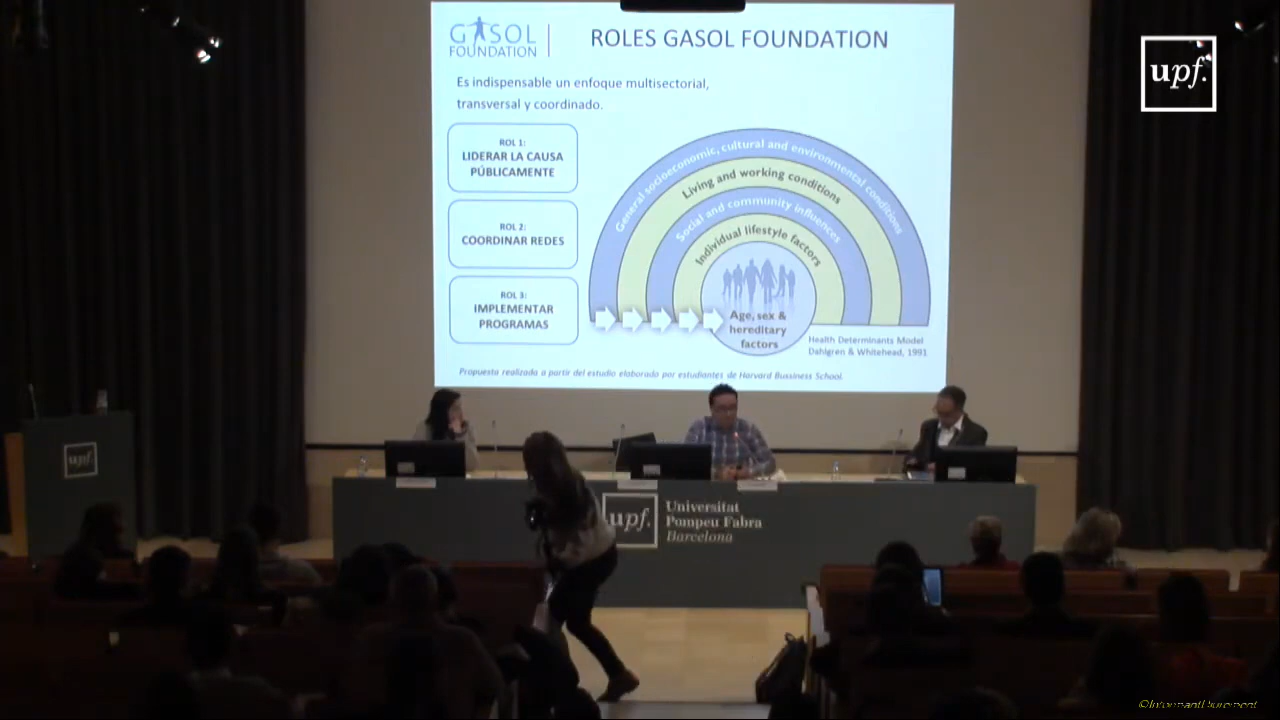 GASOL
FOUNDATION
ROLES GASOL FOUNDATION
Es indispensable un enfoque multisectorial,
transversal y coordinado.
ROL 1:
LIDERAR LA CAUSA
PÚBLICAMENTE
ROL 2:
COORDINAR REDES
ROL 3:
IMPLEMENTAR
PROGRAMAS
General socioeconomic, cultural and environmental conditions
Living and working conditions
Social and community influences
Individual lifestyle factors
Age, sex &
hereditary
factors
Health Determinants Model
Dahlgren & Whitehead, 1991
Propuesta realizada a partir del estudio elaborado por estudiantes de Harvard Bussiness School.
upf.
upf.
upf.
Universitat
Pompeu Fabra
Barcelona